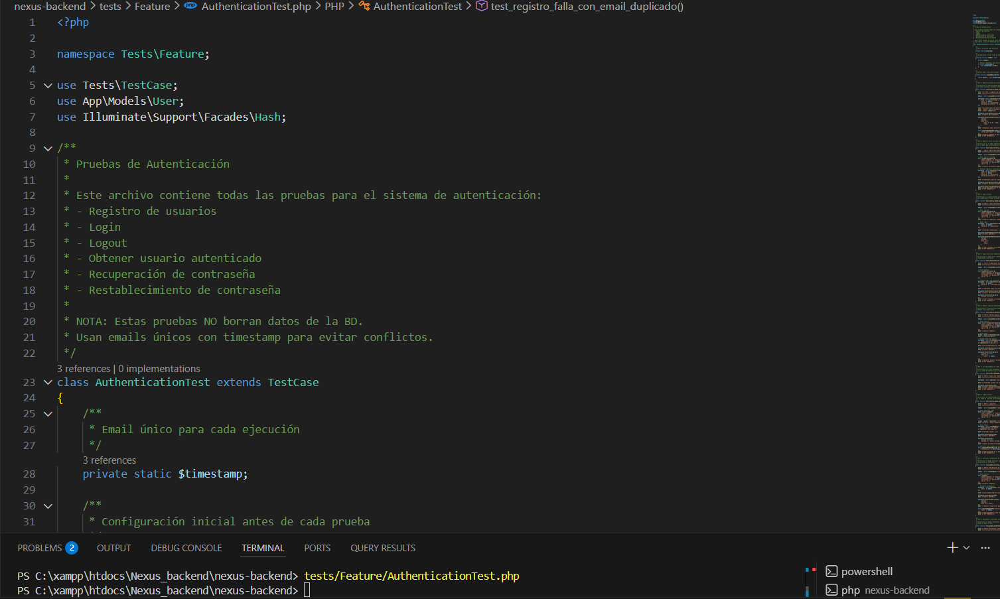 nexus-backend > tests > Feature > AuthenticationTest.php > PHP > AuthenticationTest > test_registro_falla_con_email_duplicado()
1 <?php
2
3 namespace Tests\Feature;
4
5 use Tests\TestCase;
6 use App\Models\User;
7 use Illuminate\Support\Facades\Hash;
8
9 /**
10 * Pruebas de Autenticación
11 *
12 * Este archivo contiene todas las pruebas para el sistema de autenticación:
13 * - Registro de usuarios
14 * - Login
15 * - Logout
16 * - Obtener usuario autenticado
17 * - Recuperación de contraseña
18 * - Restablecimiento de contraseña
19 *
20 * NOTA: Estas pruebas NO borran datos de la BD.
21 * Usan emails únicos con timestamp para evitar conflictos.
22 */
3 references | 0 implementations
23 class AuthenticationTest extends TestCase
24 {
25 /**
26 * Email único para cada ejecución
27 */
3 references
28 private static $timestamp;
29
30 /**
31 * Configuración inicial antes de cada prueba
PROBLEMS 2 OUTPUT DEBUG CONSOLE TERMINAL PORTS QUERY RESULTS
PS C:\xampp\htdocs\Nexus_backend\nexus-backend> tests/Feature/AuthenticationTest.php
PS C:\xampp\htdocs\Nexus_backend\nexus-backend>
powershell
php nexus-backend